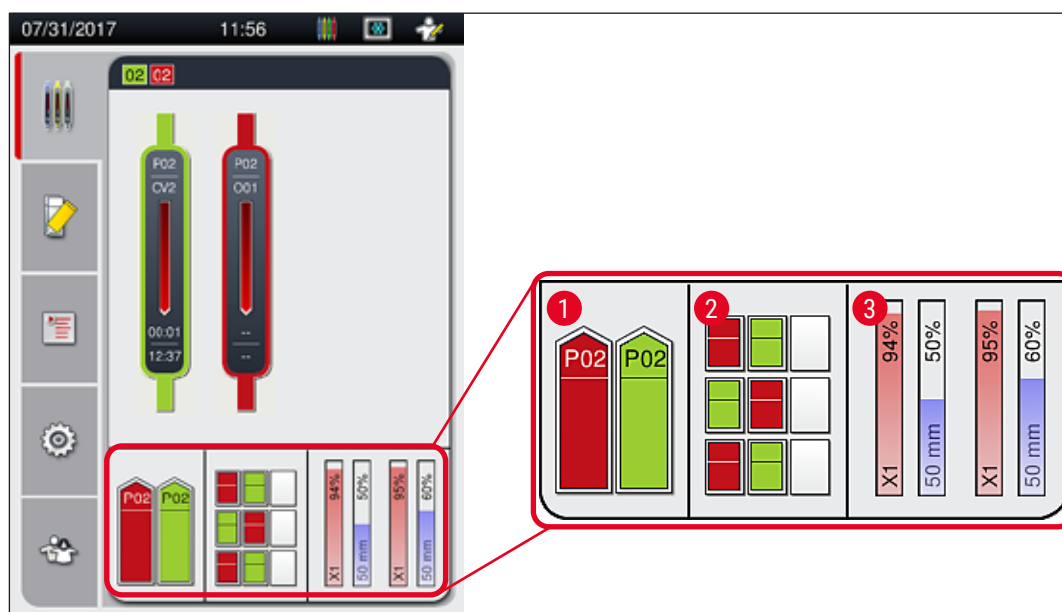 07/31/2017 11:56
02 02
P02 P02
CV2 O01
00:01 --
12:37 --
P02 P02
X1 94% 50 mm 50% X1 95% 50 mm 60%
1 2 3
P02 P02
X1 94% 50 mm 50% X1 95% 50 mm 60%